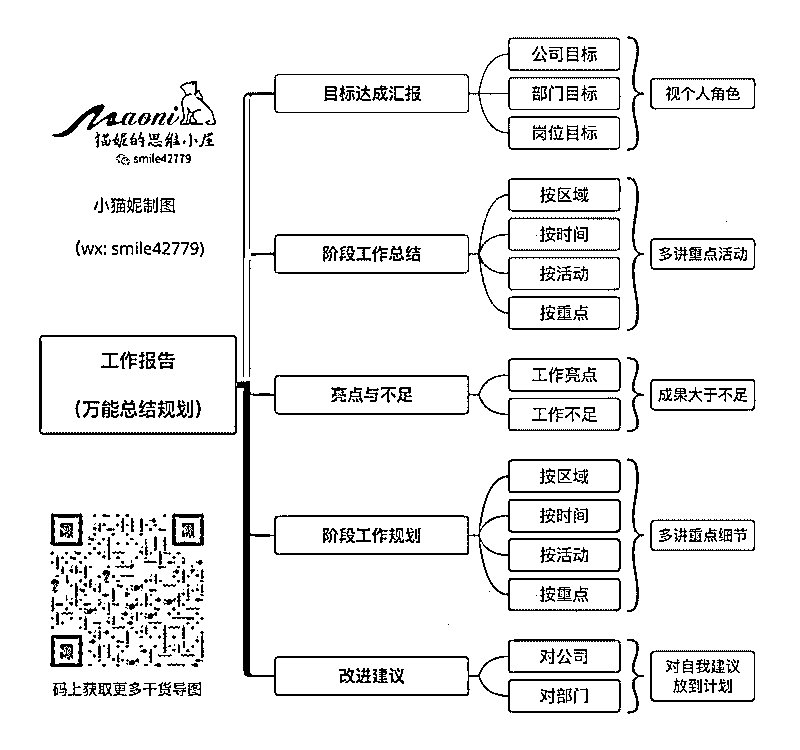 Maoni
猫妮的思维小屋
smile42779
小猫妮制图
（wx: smile42779）
工作报告
（万能总结规划）
目标达成汇报
公司目标
部门目标
岗位目标
视个人角色
阶段工作总结
按区域
按时间
按活动
按重点
多讲重点活动
亮点与不足
工作亮点
工作不足
成果大于不足
阶段工作规划
按区域
按时间
按活动
按重点
多讲重点细节
改进建议
对公司
对部门
对自我建议
放到计划
码上获取更多干货导图